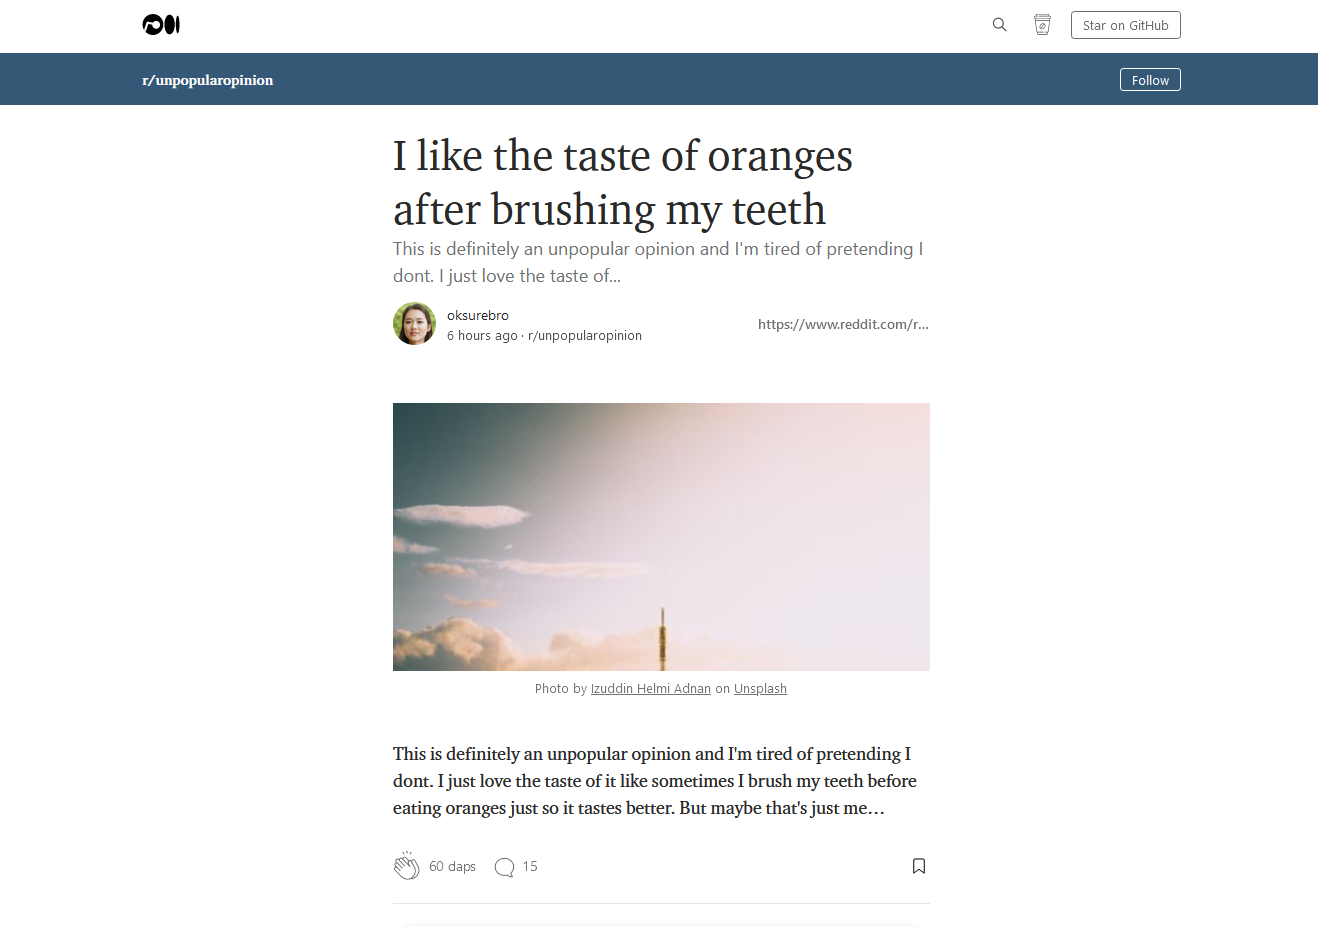 Star on GitHub
r/unpopularopinion
Follow
I like the taste of oranges
after brushing my teeth
This is definitely an unpopular opinion and I'm tired of pretending I
dont. I just love the taste of...
oksurebro
6 hours ago · r/unpopularopinion
https://www.reddit.com/r...
Photo by Izuddin Helmi Adnan on Unsplash
This is definitely an unpopular opinion and I'm tired of pretending I
dont. I just love the taste of it like sometimes I brush my teeth before
eating oranges just so it tastes better. But maybe that's just me…
60 claps
15